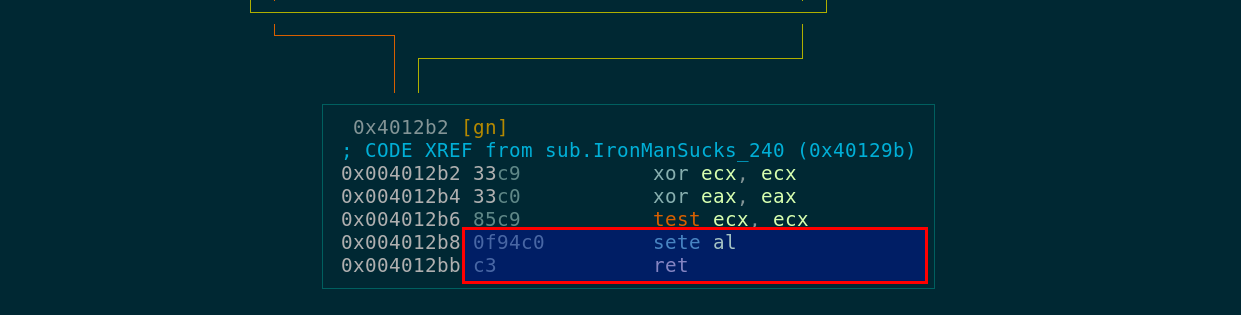 0x4012b2 [gn]
; CODE XREF from sub.IronManSucks_240 (0x40129b)
0x004012b2 33c9 xor ecx, ecx
0x004012b4 33c0 xor eax, eax
0x004012b6 85c9 test ecx, ecx
0x004012b8 0f94c0 sete al
0x004012bb c3 ret